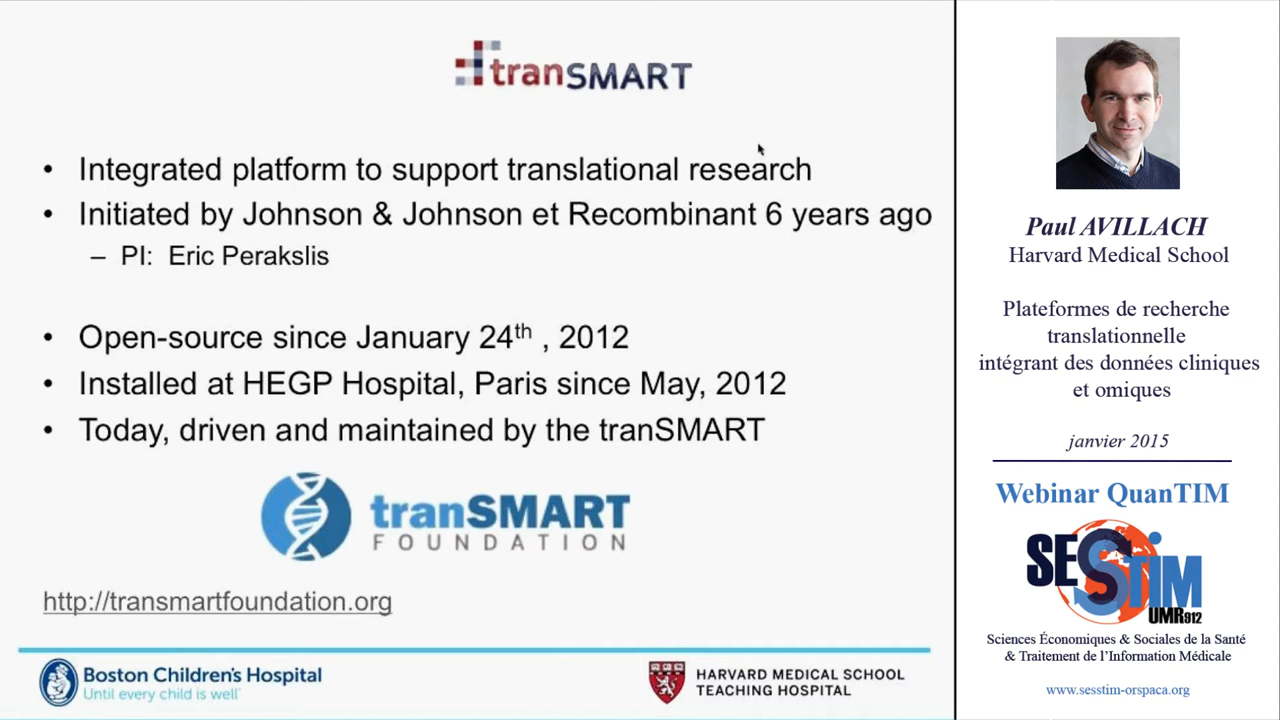 tranSMART
• Integrated platform to support translational research
• Initiated by Johnson & Johnson et Recombinant 6 years ago
– PI: Eric Perakslis
• Open-source since January 24th , 2012
• Installed at HEGP Hospital, Paris since May, 2012
• Today, driven and maintained by the tranSMART
tranSMART
FOUNDATION
http://transmartfoundation.org
Boston Children's Hospital
Until every child is well™
HARVARD MEDICAL SCHOOL
TEACHING HOSPITAL
Paul AVILLACH
Harvard Medical School
Plateformes de recherche
translationnelle
intégrant des données cliniques
et omiques
janvier 2015
Webinar QuanTIM
SESSTIM
UMR912
Sciences Économiques & Sociales de la Santé
& Traitement de l'Information Médicale
www.sesstim-orspaca.org